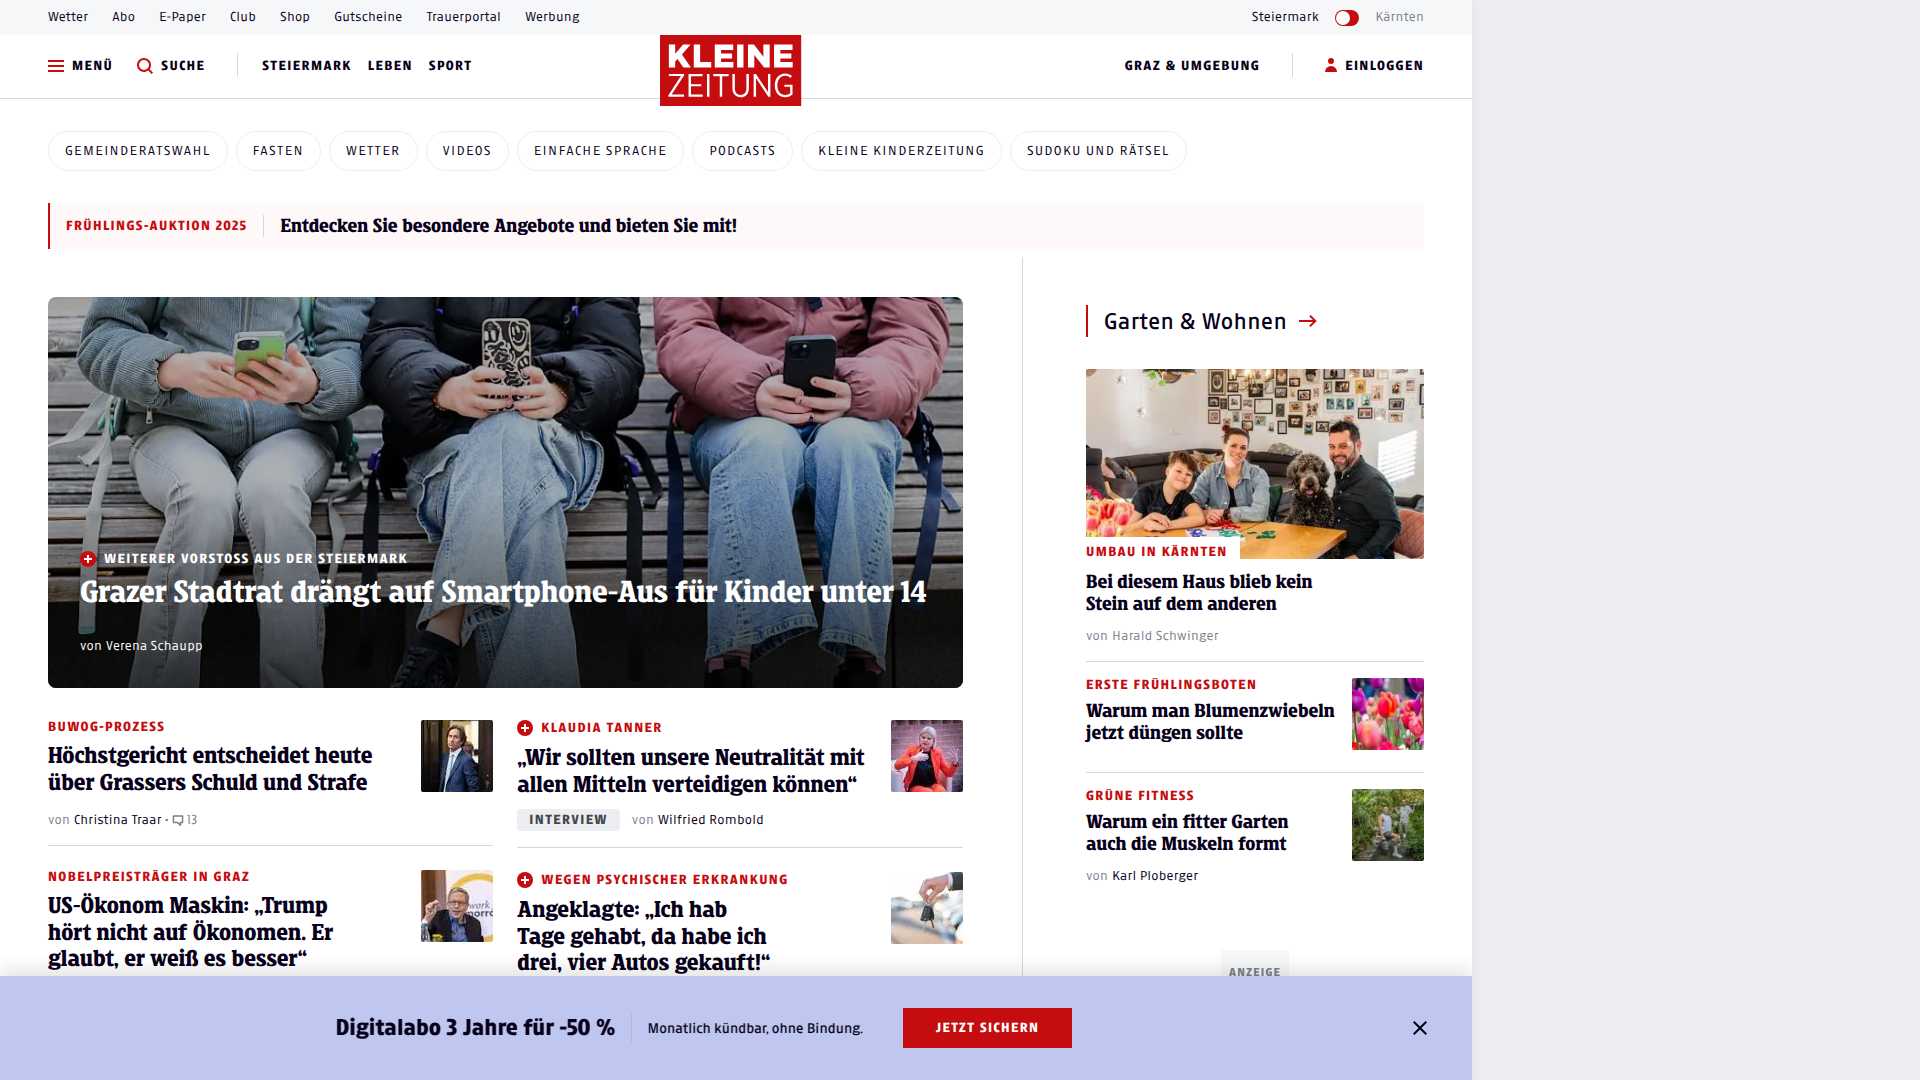 Wetter Abo E-Paper Club Shop Gutscheine Trauerportal Werbung Steiermark Kärnten
MENÜ SUCHE STEIERMARK LEBEN SPORT KLEINE ZEITUNG GRAZ & UMGEBUNG EINLOGGEN
GEMEINDERATSWAHL FASTEN WETTER VIDEOS EINFACHE SPRACHE PODCASTS KLEINE KINDERZEITUNG SUDOKU UND RÄTSEL
FRÜHLINGS-AUKTION 2025 Entdecken Sie besondere Angebote und bieten Sie mit!
WEITERER VORSTOSS AUS DER STEIERMARK
Grazer Stadtrat drängt auf Smartphone-Aus für Kinder unter 14
von Verena Schaupp
BUWOG-PROZESS
Höchstgericht entscheidet heute
über Grassers Schuld und Strafe
von Christina Traar · 13
KLAUDIA TANNER
„Wir sollten unsere Neutralität mit
allen Mitteln verteidigen können“
INTERVIEW von Wilfried Rombold
NOBELPREISTRÄGER IN GRAZ
US-Ökonom Maskin: „Trump
hört nicht auf Ökonomen. Er
glaubt, er weiß es besser“
WEGEN PSYCHISCHER ERKRANKUNG
Angeklagte: „Ich hab
Tage gehabt, da habe ich
drei, vier Autos gekauft!“
Garten & Wohnen
UMBAU IN KÄRNTEN
Bei diesem Haus blieb kein
Stein auf dem anderen
von Harald Schwinger
ERSTE FRÜHLINGSBOTEN
Warum man Blumenzwiebeln
jetzt düngen sollte
GRÜNE FITNESS
Warum ein fitter Garten
auch die Muskeln formt
von Karl Ploberger
ANZEIGE
Digitalabo 3 Jahre für -50 % Monatlich kündbar, ohne Bindung. JETZT SICHERN